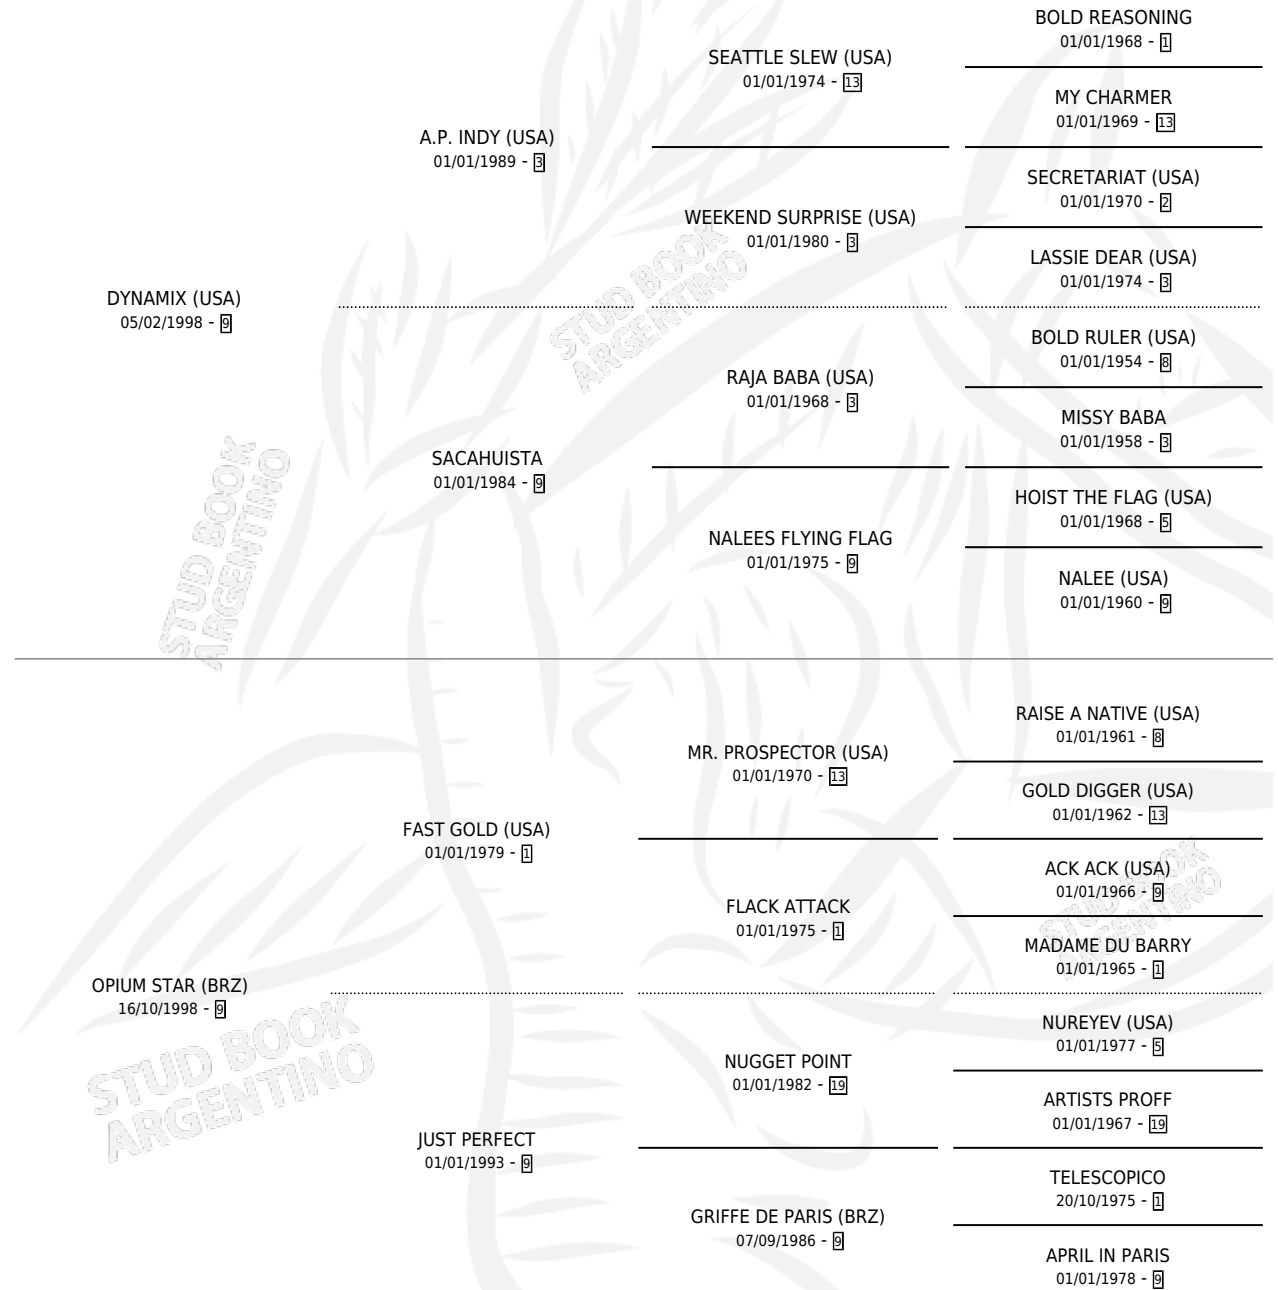 BOLD REASONING
01/01/1968 - 1
SEATTLE SLEW (USA)
01/01/1974 - 13
MY CHARMER
01/01/1969 - 13
A.P. INDY (USA)
01/01/1989 - 3
SECRETARIAT (USA)
01/01/1970 - 2
WEEKEND SURPRISE (USA)
01/01/1980 - 3
LASSIE DEAR (USA)
01/01/1974 - 3
DYNAMIX (USA)
05/02/1998 - 9
BOLD RULER (USA)
01/01/1954 - 8
RAJA BABA (USA)
01/01/1968 - 3
MISSY BABA
01/01/1958 - 3
SACAHUISTA
01/01/1984 - 9
HOIST THE FLAG (USA)
01/01/1968 - 5
NALEES FLYING FLAG
01/01/1975 - 9
NALEE (USA)
01/01/1960 - 9
RAISE A NATIVE (USA)
01/01/1961 - 8
MR. PROSPECTOR (USA)
01/01/1970 - 13
GOLD DIGGER (USA)
01/01/1962 - 13
FAST GOLD (USA)
01/01/1979 - 1
ACK ACK (USA)
01/01/1966 - 9
FLACK ATTACK
01/01/1975 - 1
MADAME DU BARRY
01/01/1965 - 1
OPIUM STAR (BRZ)
16/10/1998 - 9
NUREYEV (USA)
01/01/1977 - 5
NUGGET POINT
01/01/1982 - 19
ARTISTS PROFF
01/01/1967 - 19
JUST PERFECT
01/01/1993 - 9
TELESCOPICO
20/10/1975 - 1
GRIFFE DE PARIS (BRZ)
07/09/1986 - 9
APRIL IN PARIS
01/01/1978 - 9
STUD BOOK
ARGENTINO
STUD BOOK
ARGENTINO
STUD BOOK
ARGENTINO
STUD BOOK
ARGENTINO